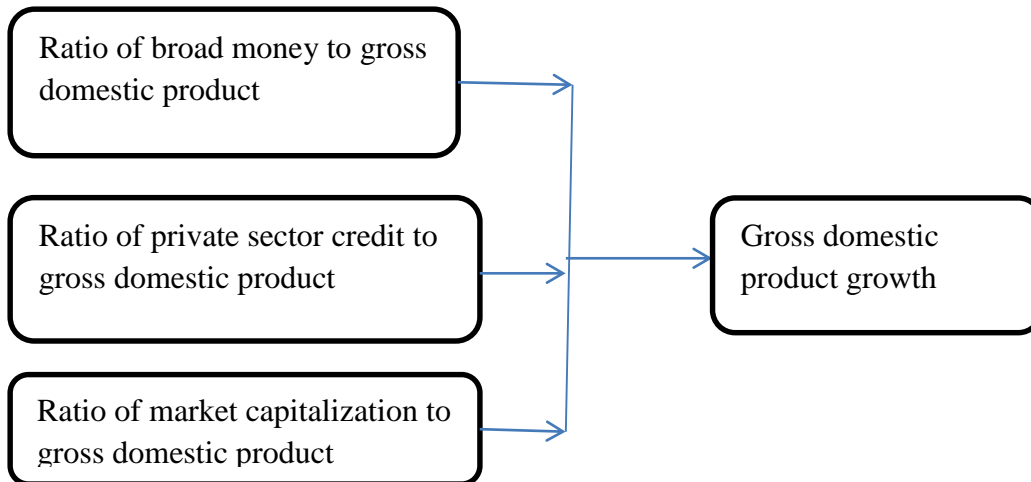 Ratio of broad money to gross
domestic product
Ratio of private sector credit to
gross domestic product
Gross domestic
product growth
Ratio of market capitalization to
gross domestic product